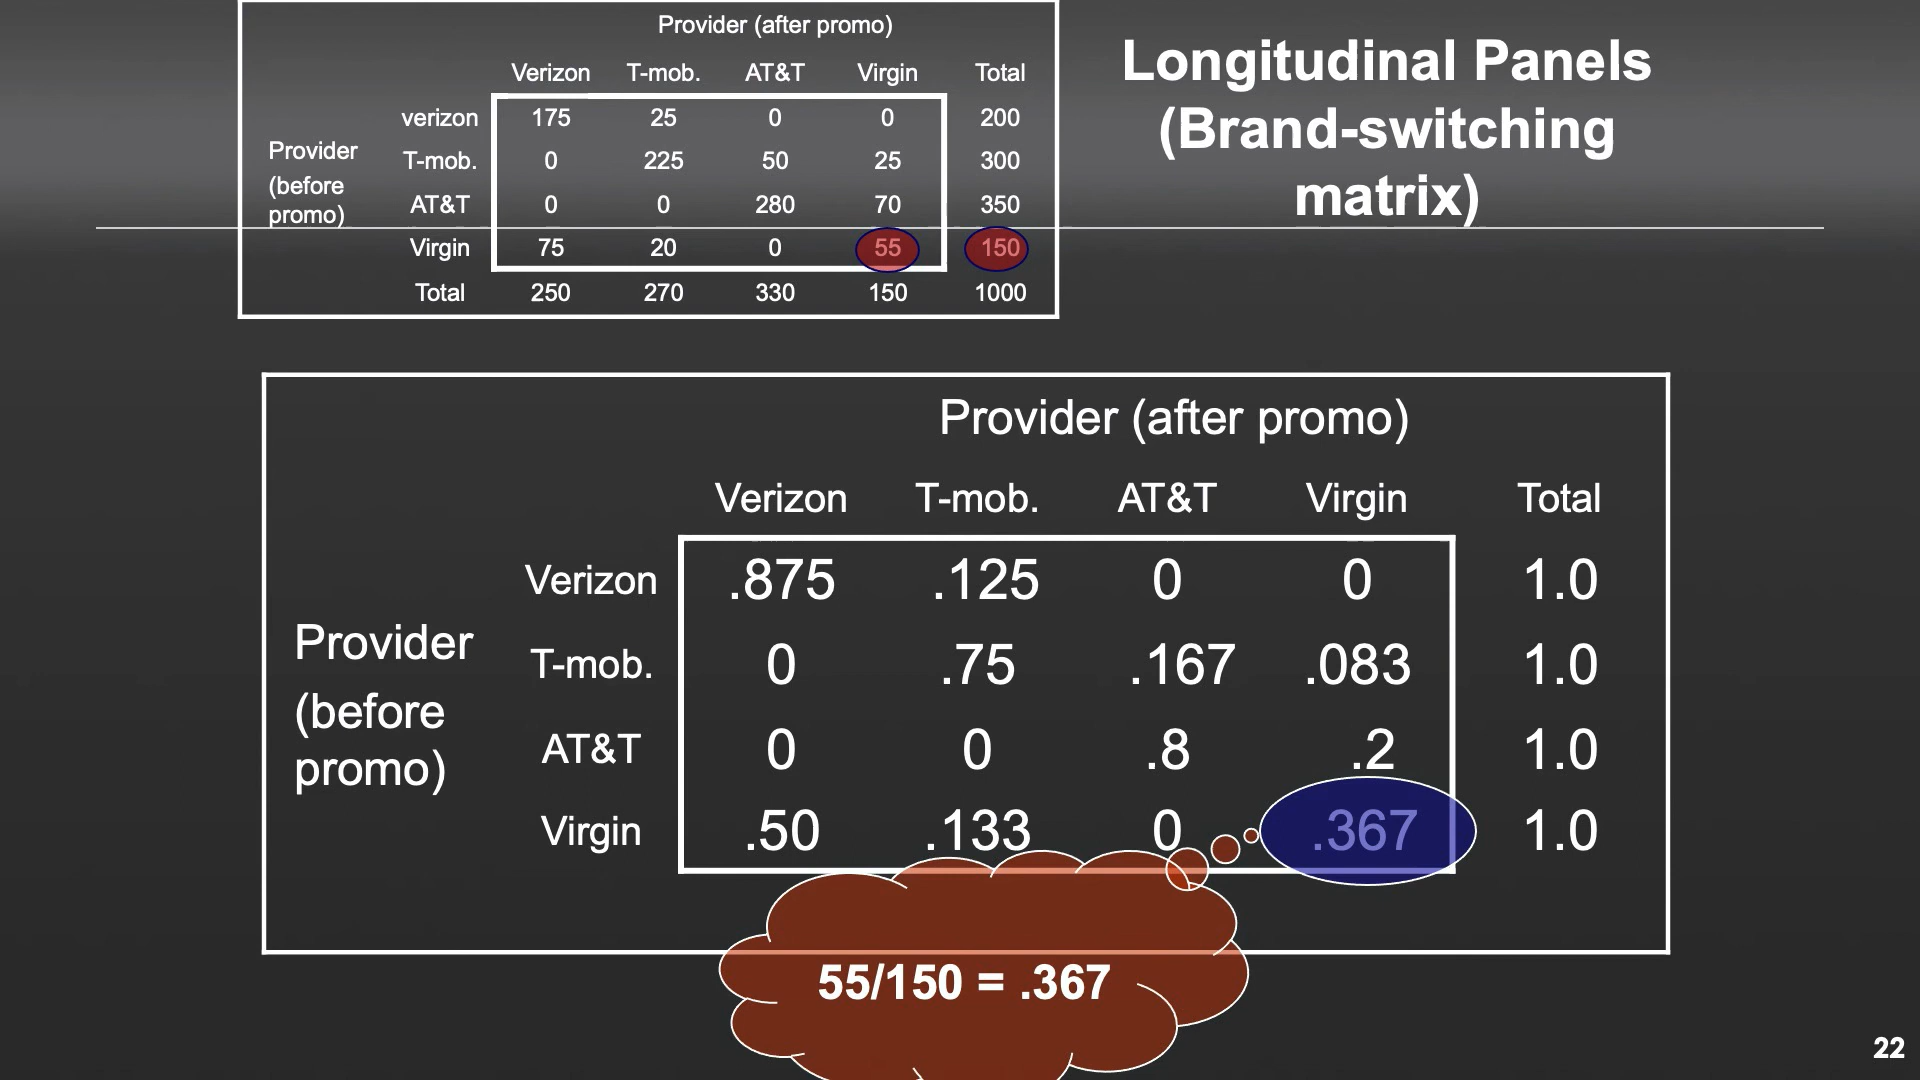 Provider (after promo)
Verizon T-mob. AT&T Virgin Total
verizon 175 25 0 0 200
Provider
(before
promo)
T-mob. 0 225 50 25 300
AT&T 0 0 280 70 350
Virgin 75 20 0 55 150
Total 250 270 330 150 1000
Longitudinal Panels
(Brand-switching
matrix)
Provider (after promo)
Verizon T-mob. AT&T Virgin Total
Verizon .875 .125 0 0 1.0
Provider
(before
promo)
T-mob. 0 .75 .167 .083 1.0
AT&T 0 0 .8 .2 1.0
Virgin .50 .133 0 .367 1.0
55/150 = .367
22